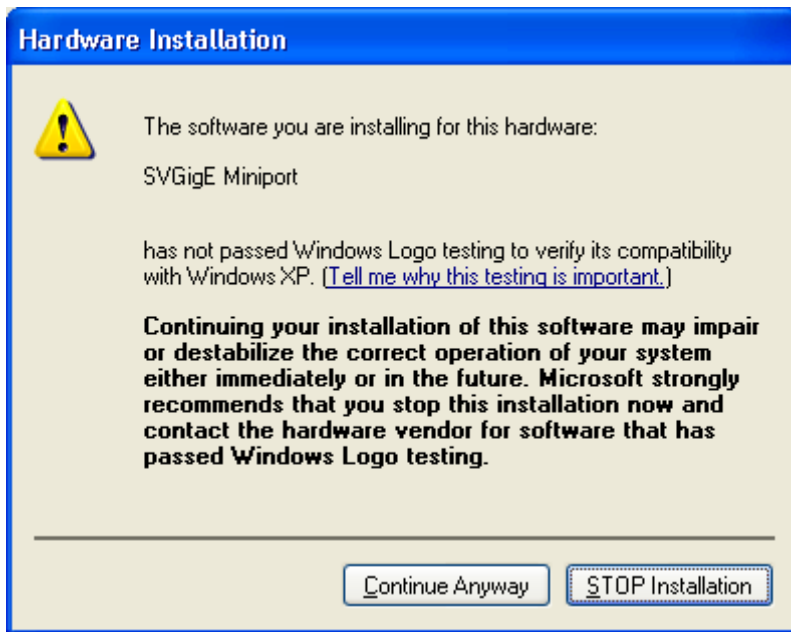 Hardware Installation
The software you are installing for this hardware:
SVGigE Miniport
has not passed Windows Logo testing to verify its compatibility
with Windows XP. (Tell me why this testing is important.)
Continuing your installation of this software may impair
or destabilize the correct operation of your system
either immediately or in the future. Microsoft strongly
recommends that you stop this installation now and
contact the hardware vendor for software that has
passed Windows Logo testing.
Continue Anyway
STOP Installation